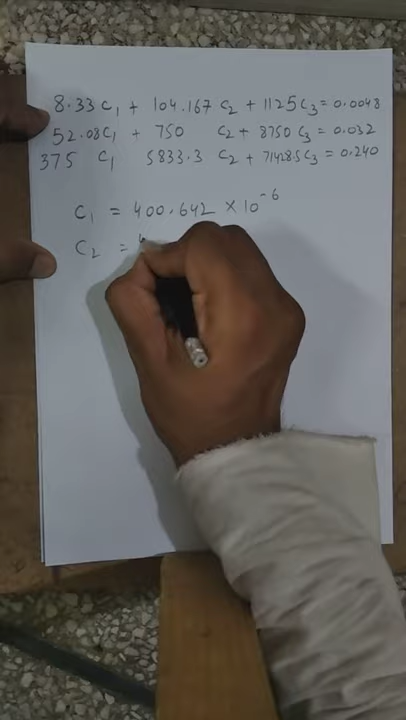 8.33 C₁ + 104.167 C₂ + 1125 C₃ = 0.0048
52.08 C₁ + 750 C₂ + 8750 C₃ = 0.032
375 C₁ 5833.3 C₂ + 71428.5 C₃ = 0.240
C₁ = 400.642 × 10⁻⁶
C₂ =